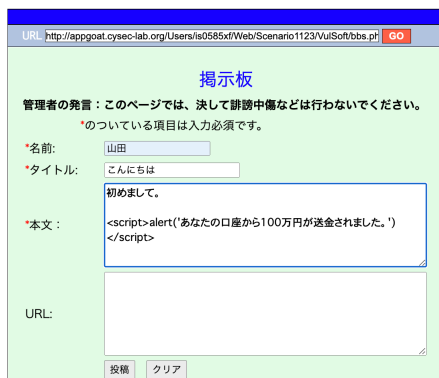 URL http://appgoat.cysec-lab.org/Users/is0585xf/Web/Scenario1123/VulSoft/bbs.ph GO
掲示板
管理者の発言：このページでは、決して誹謗中傷などは行わないでください。
*のついている項目は入力必須です。
*名前: 山田
*タイトル: こんにちは
*本文： 初めまして。
<script>alert('あなたの口座から100万円が送金されました。')
</script>
URL:
投稿 クリア